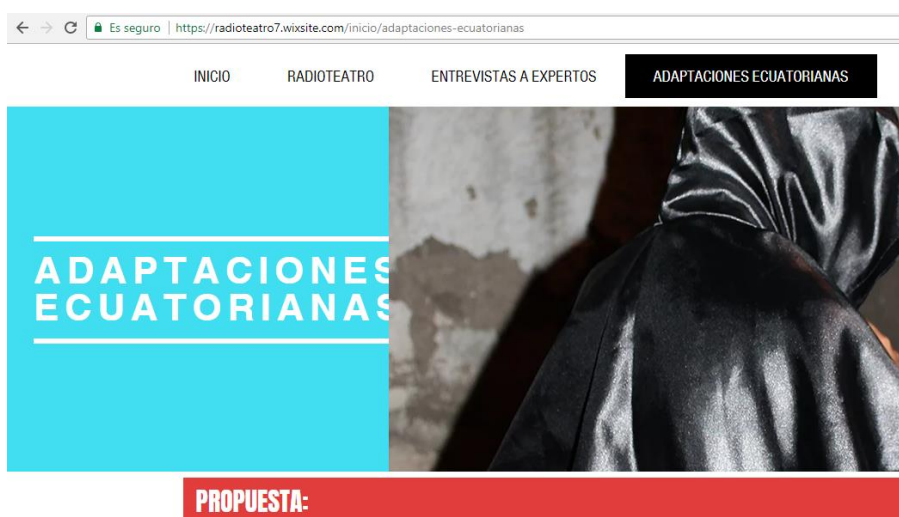 Es seguro | https://radioteatro7.wixsite.com/inicio/adaptaciones-ecuatorianas
INICIO RADIOTEATRO ENTREVISTAS A EXPERTOS ADAPTACIONES ECUATORIANAS
ADAPTACIONES
ECUATORIANAS
PROPUESTA: